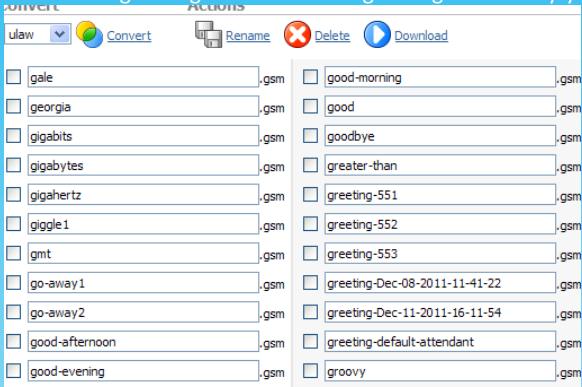 Convert Actions
ulaw Convert Rename Delete Download
gale .gsm good-morning .gsm
georgia .gsm good .gsm
gigabits .gsm goodbye .gsm
gigabytes .gsm greater-than .gsm
gigahertz .gsm greeting-551 .gsm
giggle1 .gsm greeting-552 .gsm
gmt .gsm greeting-553 .gsm
go-away1 .gsm greeting-Dec-08-2011-11-41-22 .gsm
go-away2 .gsm greeting-Dec-11-2011-16-11-54 .gsm
good-afternoon .gsm greeting-default-attendant .gsm
good-evening .gsm groovy .gsm